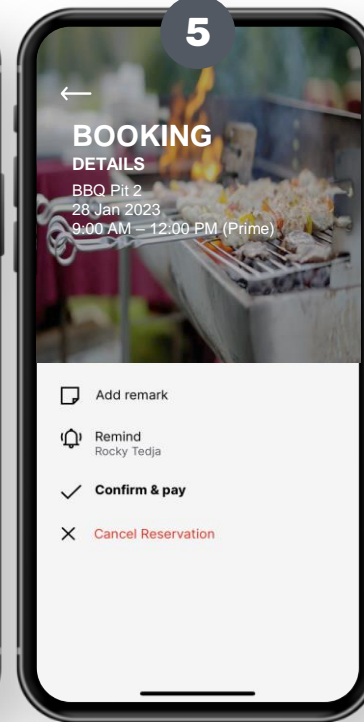 5
BOOKING
DETAILS
BBQ Pit 2
28 Jan 2023
9:00 AM – 12:00 PM (Prime)
Add remark
Remind
Rocky Tedja
Confirm & pay
Cancel Reservation